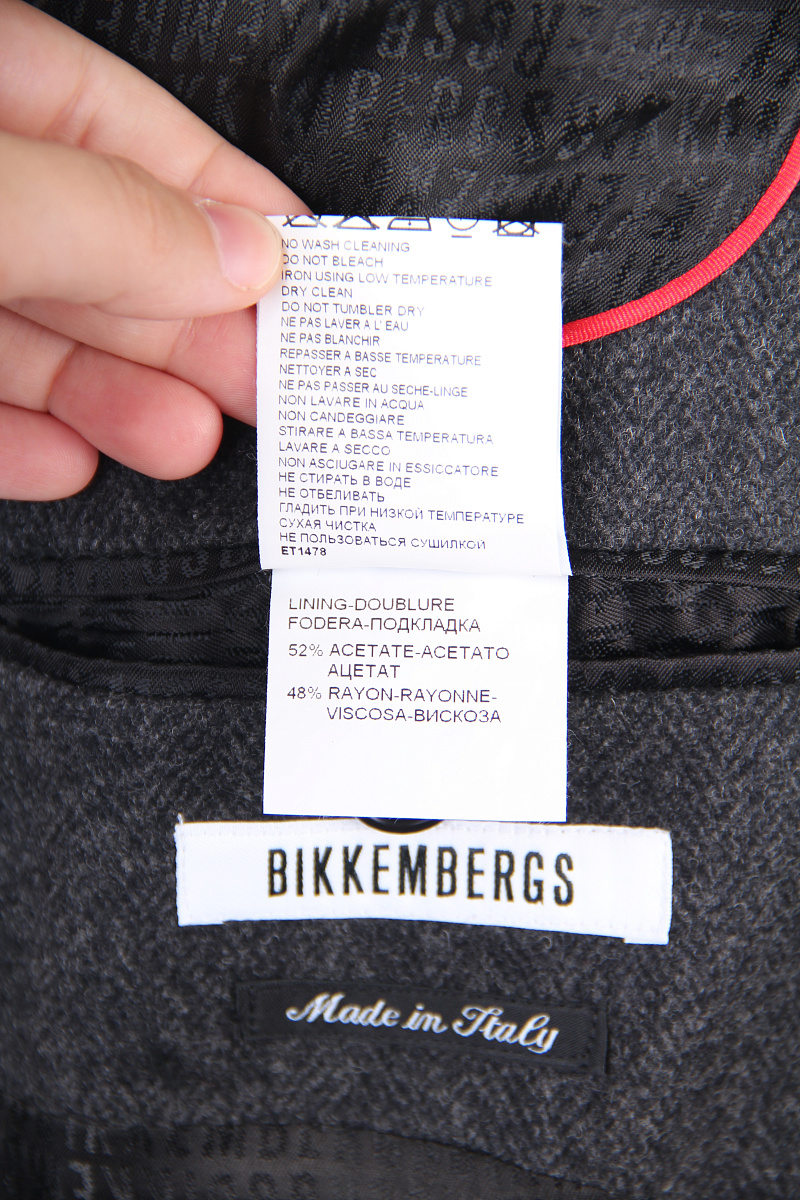 NO WASH CLEANING
DO NOT BLEACH
IRON USING LOW TEMPERATURE
DRY CLEAN
DO NOT TUMBLER DRY
NE PAS LAVER A L' EAU
NE PAS BLANCHIR
REPASSER A BASSE TEMPERATURE
NETTOYER A SEC
NE PAS PASSER AU SECHE-LINGE
NON LAVARE IN ACQUA
NON CANDEGGIARE
STIRARE A BASSA TEMPERATURA
LAVARE A SECCO
NON ASCIUGARE IN ESSICCATORE
НЕ СТИРАТЬ В ВОДЕ
НЕ ОТБЕЛИВАТЬ
ГЛАДИТЬ ПРИ НИЗКОЙ ТЕМПЕРАТУРЕ
СУХАЯ ЧИСТКА
НЕ ПОЛЬЗОВАТЬСЯ СУШИЛКОЙ
ET1478
LINING-DOUBLURE
FODERA-ПОДКЛАДКА
52% ACETATE-ACETATO
АЦЕТАТ
48% RAYON-RAYONNE-
VISCOSA-ВИСКОЗА
BIKKEMBERGS
Made in Italy